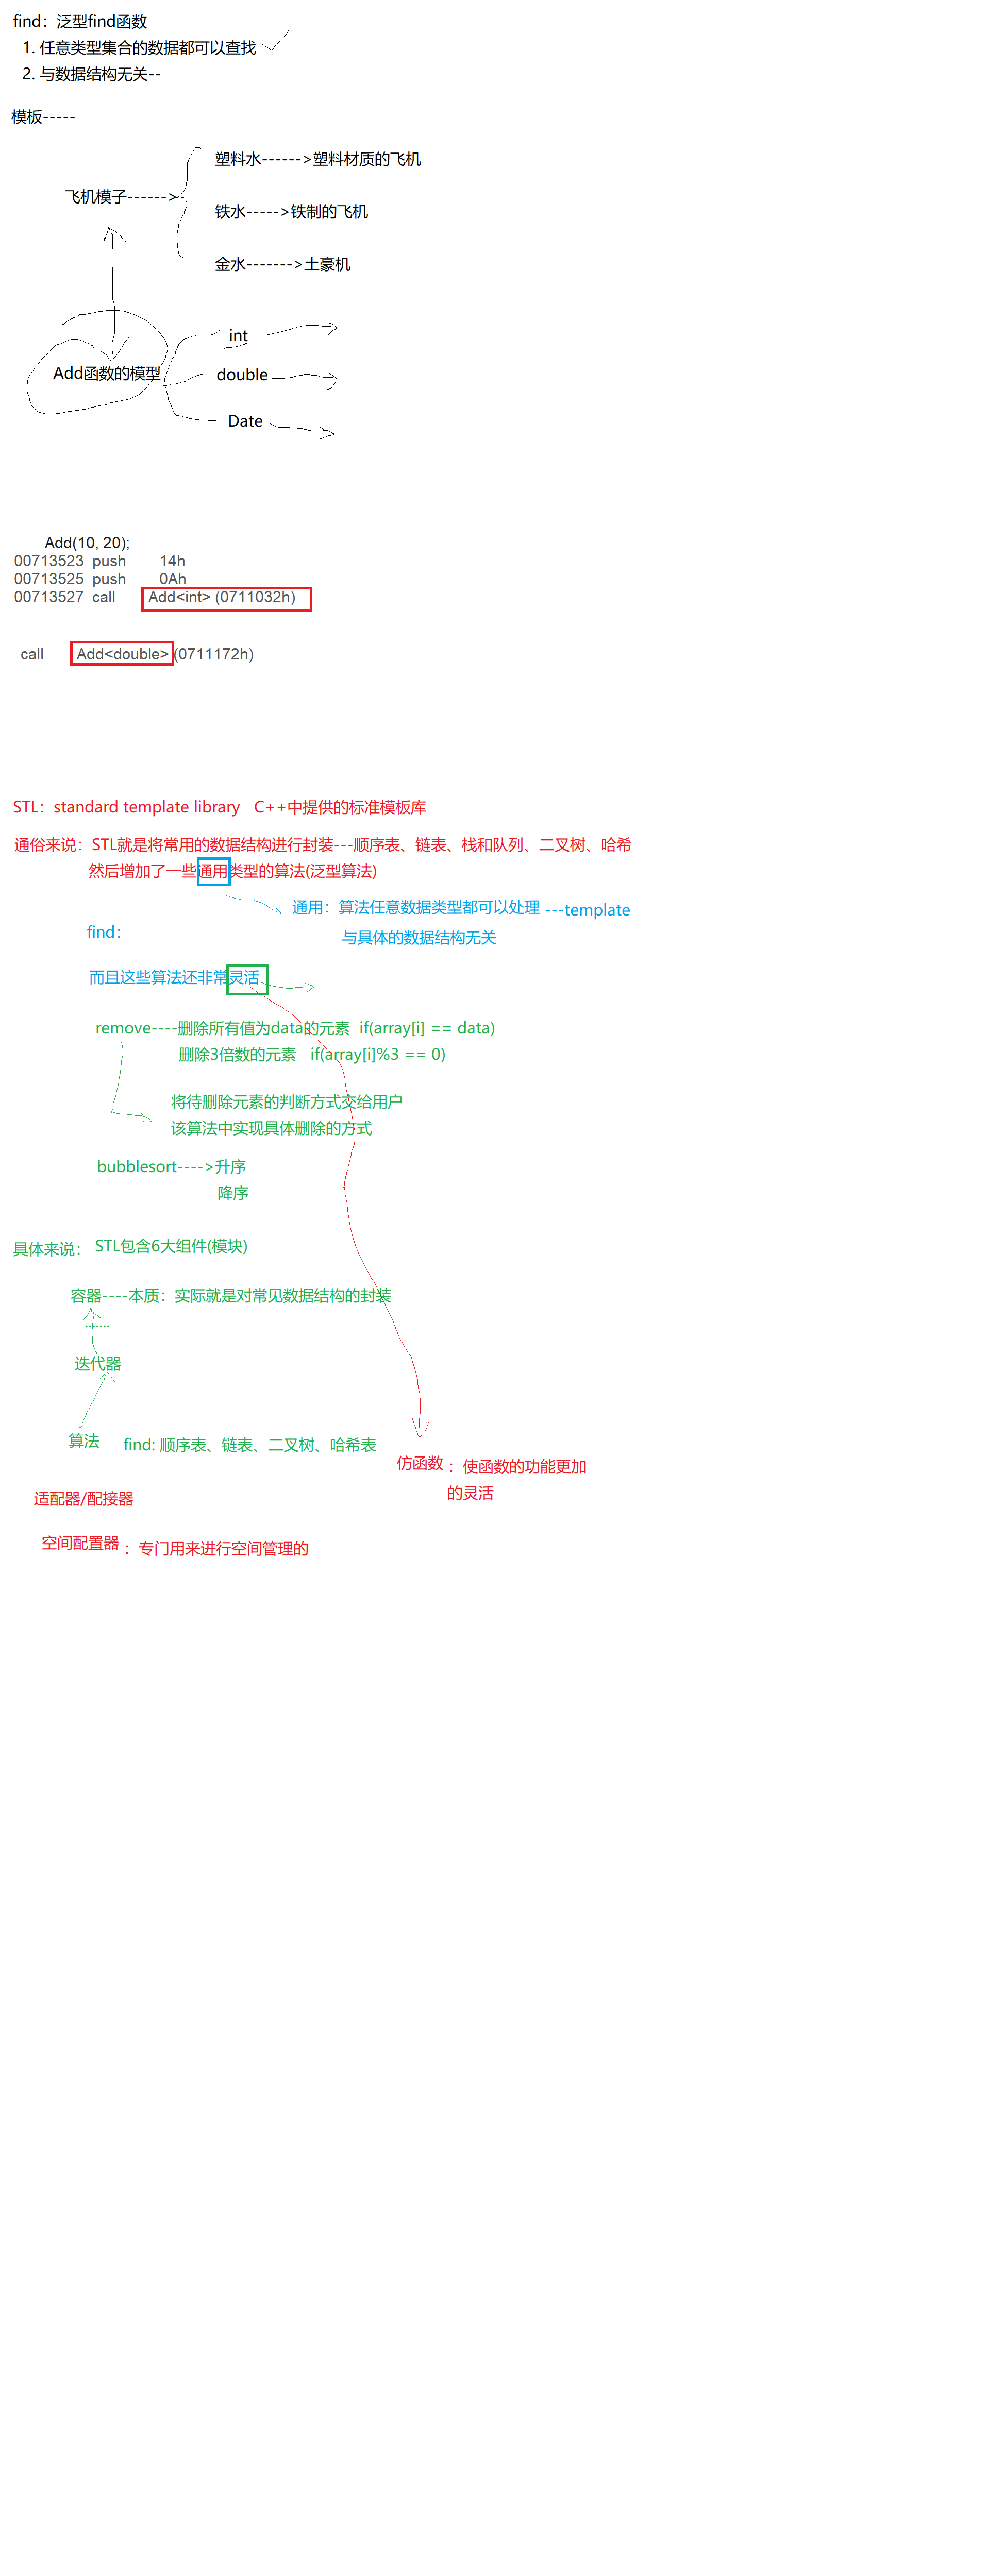 find：泛型find函数
1. 任意类型集合的数据都可以查找
2. 与数据结构无关--
模板-----
塑料水------>塑料材质的飞机
飞机模子------>
铁水----->铁制的飞机
金水------->土豪机
int
Add函数的模型
double
Date
Add(10, 20);
00713523 push 14h
00713525 push 0Ah
00713527 call Add<int> (0711032h)
call Add<double> (0711172h)
STL：standard template library C++中提供的标准模板库
通俗来说：STL就是将常用的数据结构进行封装---顺序表、链表、栈和队列、二叉树、哈希
然后增加了一些通用类型的算法(泛型算法)
通用：算法任意数据类型都可以处理 ---template
find：
与具体的数据结构无关
而且这些算法还非常灵活
remove----删除所有值为data的元素 if(array[i] == data)
删除3倍数的元素 if(array[i]%3 == 0)
将待删除元素的判断方式交给用户
该算法中实现具体删除的方式
bubblesort---->升序
降序
具体来说： STL包含6大组件(模块)
容器----本质：实际就是对常见数据结构的封装
.......
迭代器
算法 find: 顺序表、链表、二叉树、哈希表
仿函数 ：使函数的功能更加
的灵活
适配器/配接器
空间配置器 ：专门用来进行空间管理的